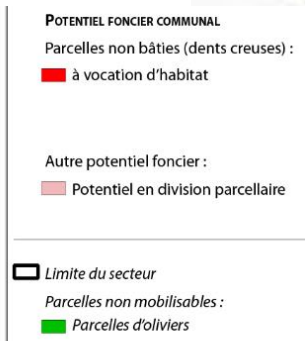 POTENTIEL FONCIER COMMUNAL
Parcelles non bâties (dents creuses) :
à vocation d'habitat
Autre potentiel foncier :
Potentiel en division parcellaire
Limite du secteur
Parcelles non mobilisables :
Parcelles d'oliviers